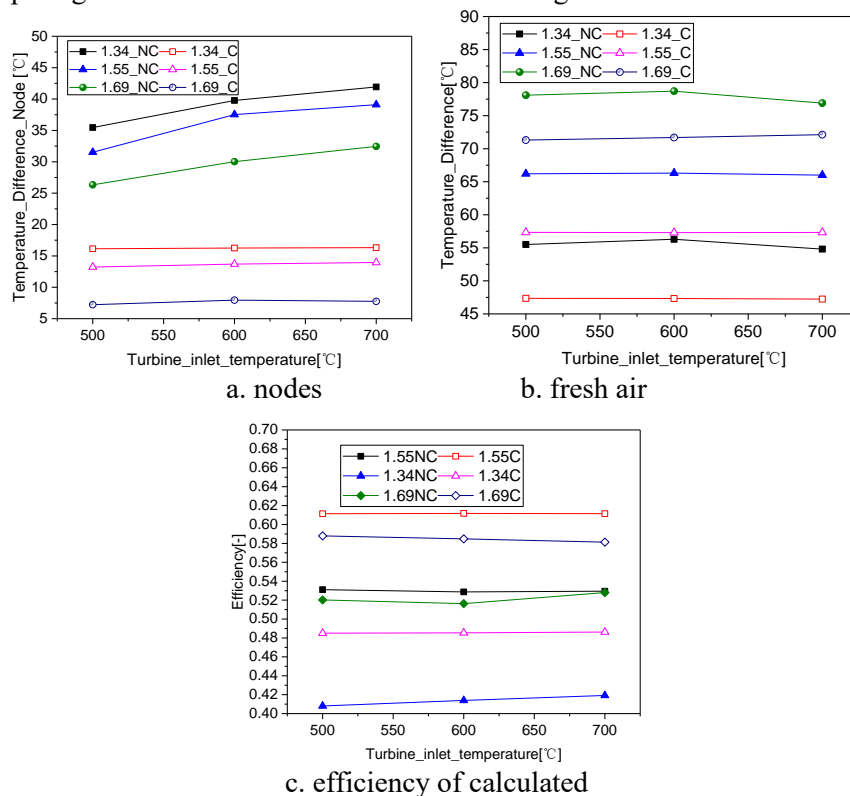 50
45
40
35
30
25
20
15
10
5
Temperature_Difference_Node [℃]
1.34_NC 1.34_C
1.55_NC 1.55_C
1.69_NC 1.69_C
500 550 600 650 700
Turbine_inlet_temperature[℃]
a. nodes
90
85
80
75
70
65
60
55
50
45
Temperature_Difference[℃]
1.34_NC 1.34_C
1.55_NC 1.55_C
1.69_NC 1.69_C
500 550 600 650 700
Turbine_inlet_temperature[℃]
b. fresh air
0.70
0.68
0.66
0.64
0.62
0.60
0.58
0.56
0.54
0.52
0.50
0.48
0.46
0.44
0.42
0.40
Efficiency[-]
1.55NC 1.55C
1.34NC 1.34C
1.69NC 1.69C
500 550 600 650 700
Turbine_inlet_temperature[℃]
c. efficiency of calculated